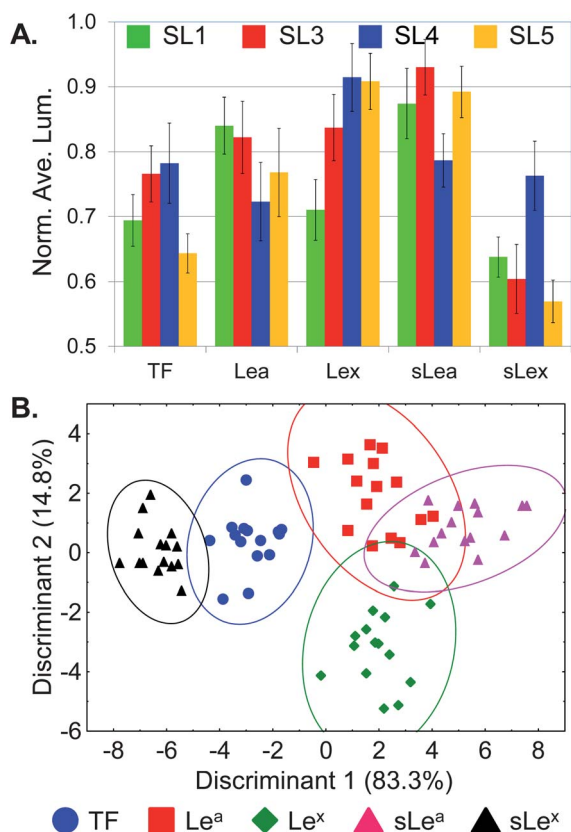 A.
SL1 SL3 SL4 SL5
Norm. Ave. Lum.
1.0
0.9
0.8
0.7
0.6
0.5
TF Lea Lex sLea sLex
B.
Discriminant 2 (14.8%)
4
2
0
-2
-4
-6
-8 -6 -4 -2 0 2 4 6 8
Discriminant 1 (83.3%)
TF Leᵃ Leˣ sLeᵃ sLeˣ